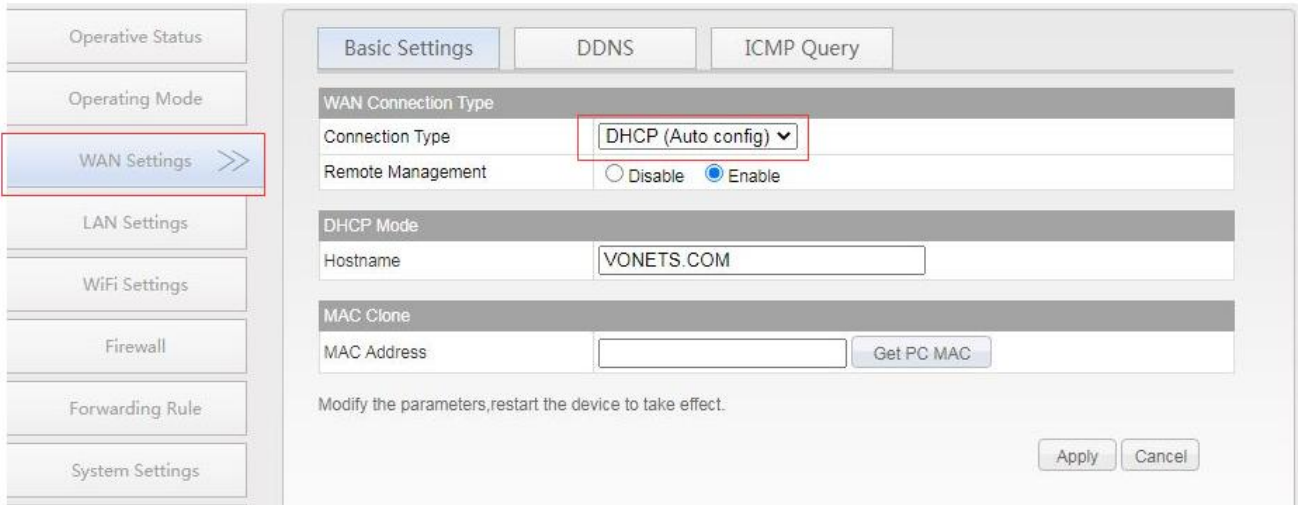 Operative Status
Operating Mode
WAN Settings
LAN Settings
WiFi Settings
Firewall
Forwarding Rule
System Settings
Basic Settings DDNS ICMP Query
WAN Connection Type
Connection Type DHCP (Auto config)
Remote Management Disable Enable
DHCP Mode
Hostname VONETS.COM
MAC Clone
MAC Address Get PC MAC
Modify the parameters,restart the device to take effect.
Apply Cancel